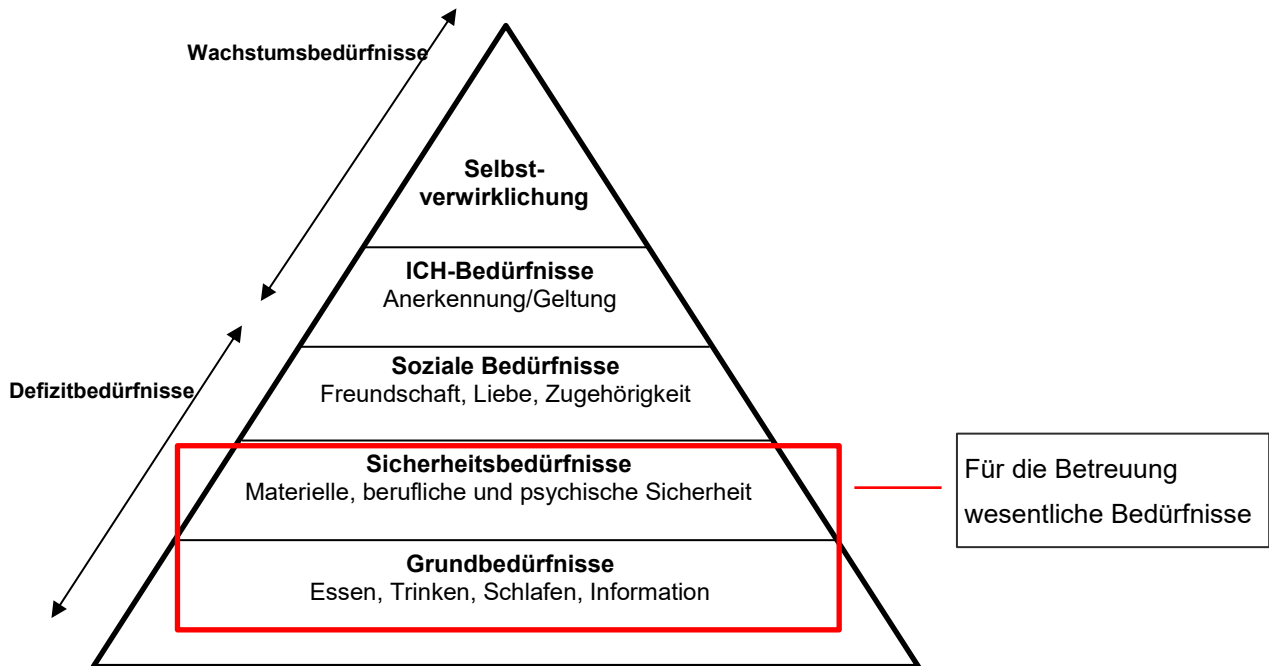 Wachstumsbedürfnisse
Selbst-
verwirklichung
ICH-Bedürfnisse
Anerkennung/Geltung
Soziale Bedürfnisse
Freundschaft, Liebe, Zugehörigkeit
Defizitbedürfnisse
Sicherheitsbedürfnisse
Materielle, berufliche und psychische Sicherheit
Für die Betreuung
wesentliche Bedürfnisse
Grundbedürfnisse
Essen, Trinken, Schlafen, Information